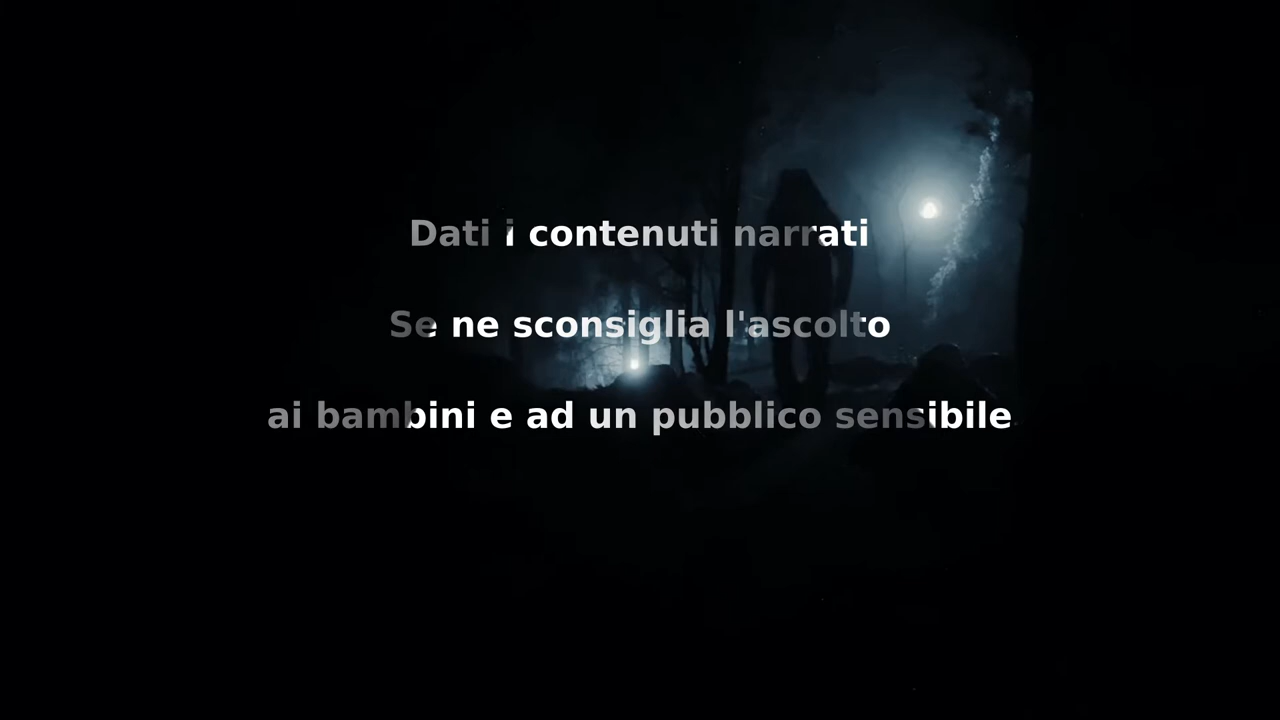 Dati i contenuti narrati
Se ne sconsiglia l'ascolto
ai bambini e ad un pubblico sensibile